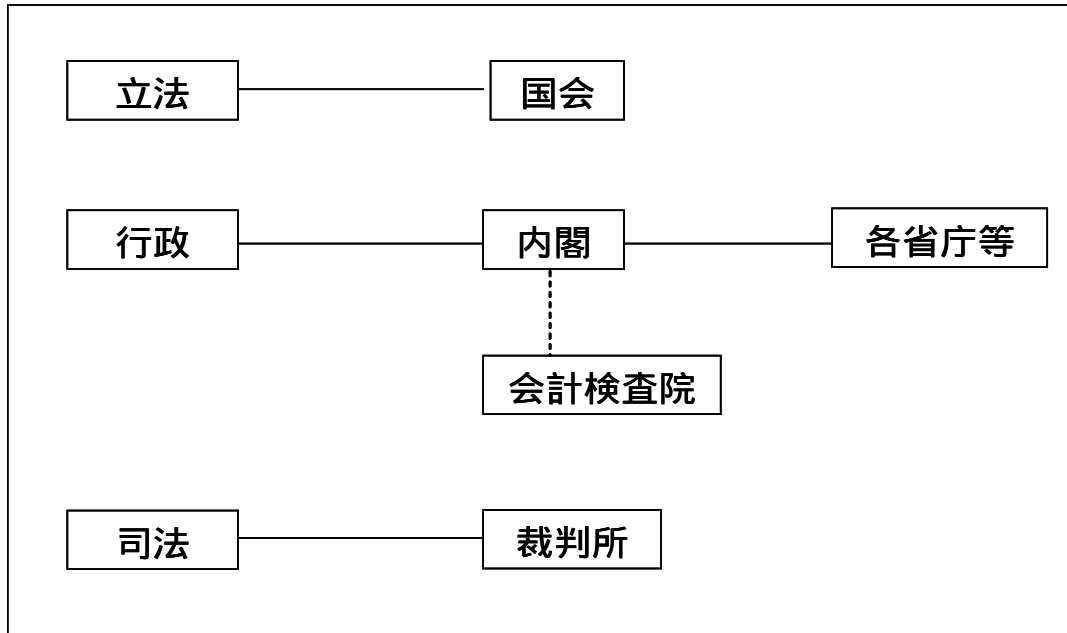 立法
国会
行政
内閣
各省庁等
会計検査院
司法
裁判所